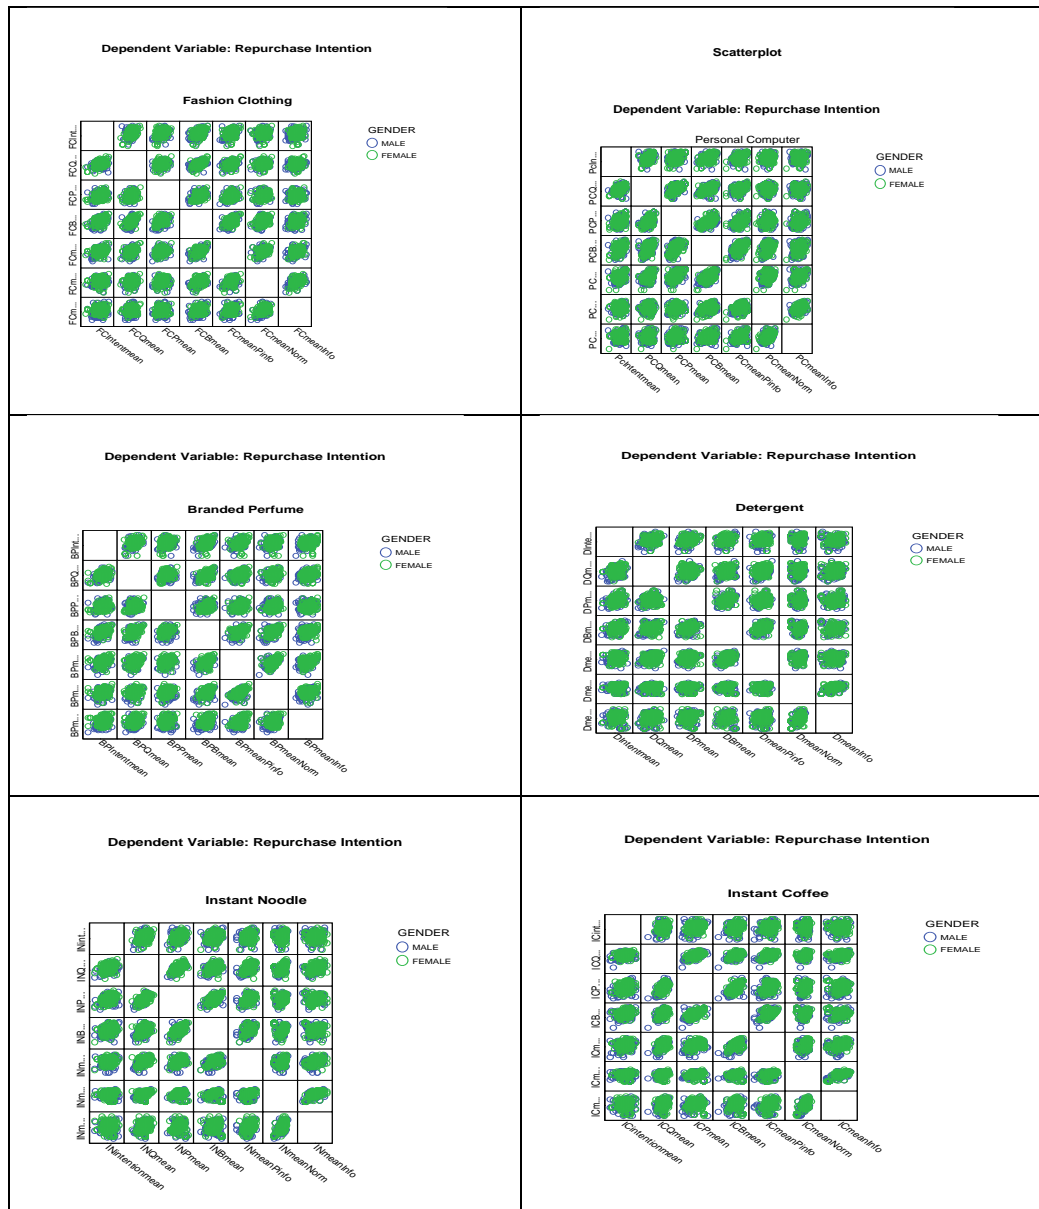 Dependent Variable: Repurchase Intention
Fashion Clothing
GENDER
MALE
FEMALE
FCInt...
FCQ...
FCP...
FCB...
FCm...
FCm...
FCm...
FCIntentmean
FCQmean
FCPmean
FCBmean
FCmeanPinfo
FCmeanNorm
FCmeanInfo
Scatterplot
Dependent Variable: Repurchase Intention
Personal Computer
GENDER
MALE
FEMALE
PcIn...
PCQ...
PCP...
PCB...
PC...
PC...
PC...
PcIntentmean
PCQmean
PCPmean
PCBmean
PCmeanPinfo
PCmeanNorm
PCmeanInfo
Dependent Variable: Repurchase Intention
Branded Perfume
GENDER
MALE
FEMALE
BPInt...
BPQ...
BPP...
BPB...
BPm...
BPm...
BPm...
BPIntentmean
BPQmean
BPPmean
BPBmean
BPmeanPinfo
BPmeanNorm
BPmeanInfo
Dependent Variable: Repurchase Intention
Detergent
GENDER
MALE
FEMALE
DInte...
DQm...
DPm...
DBm...
Dme...
Dme...
Dme...
DIntentmean
DQmean
DPmean
DBmean
DmeanPinfo
DmeanNorm
DmeanInfo
Dependent Variable: Repurchase Intention
Instant Noodle
GENDER
MALE
FEMALE
INint...
INQ...
INP...
INB...
INm...
INm...
INm...
INintentionmean
INQmean
INPmean
INBmean
INmeanPinfo
INmeanNorm
INmeanInfo
Dependent Variable: Repurchase Intention
Instant Coffee
GENDER
MALE
FEMALE
ICint...
ICQ...
ICP...
ICB...
ICm...
ICm...
ICm...
ICintentionmean
ICQmean
ICPmean
ICBmean
ICmeanPinfo
ICmeanNorm
ICmeanInfo